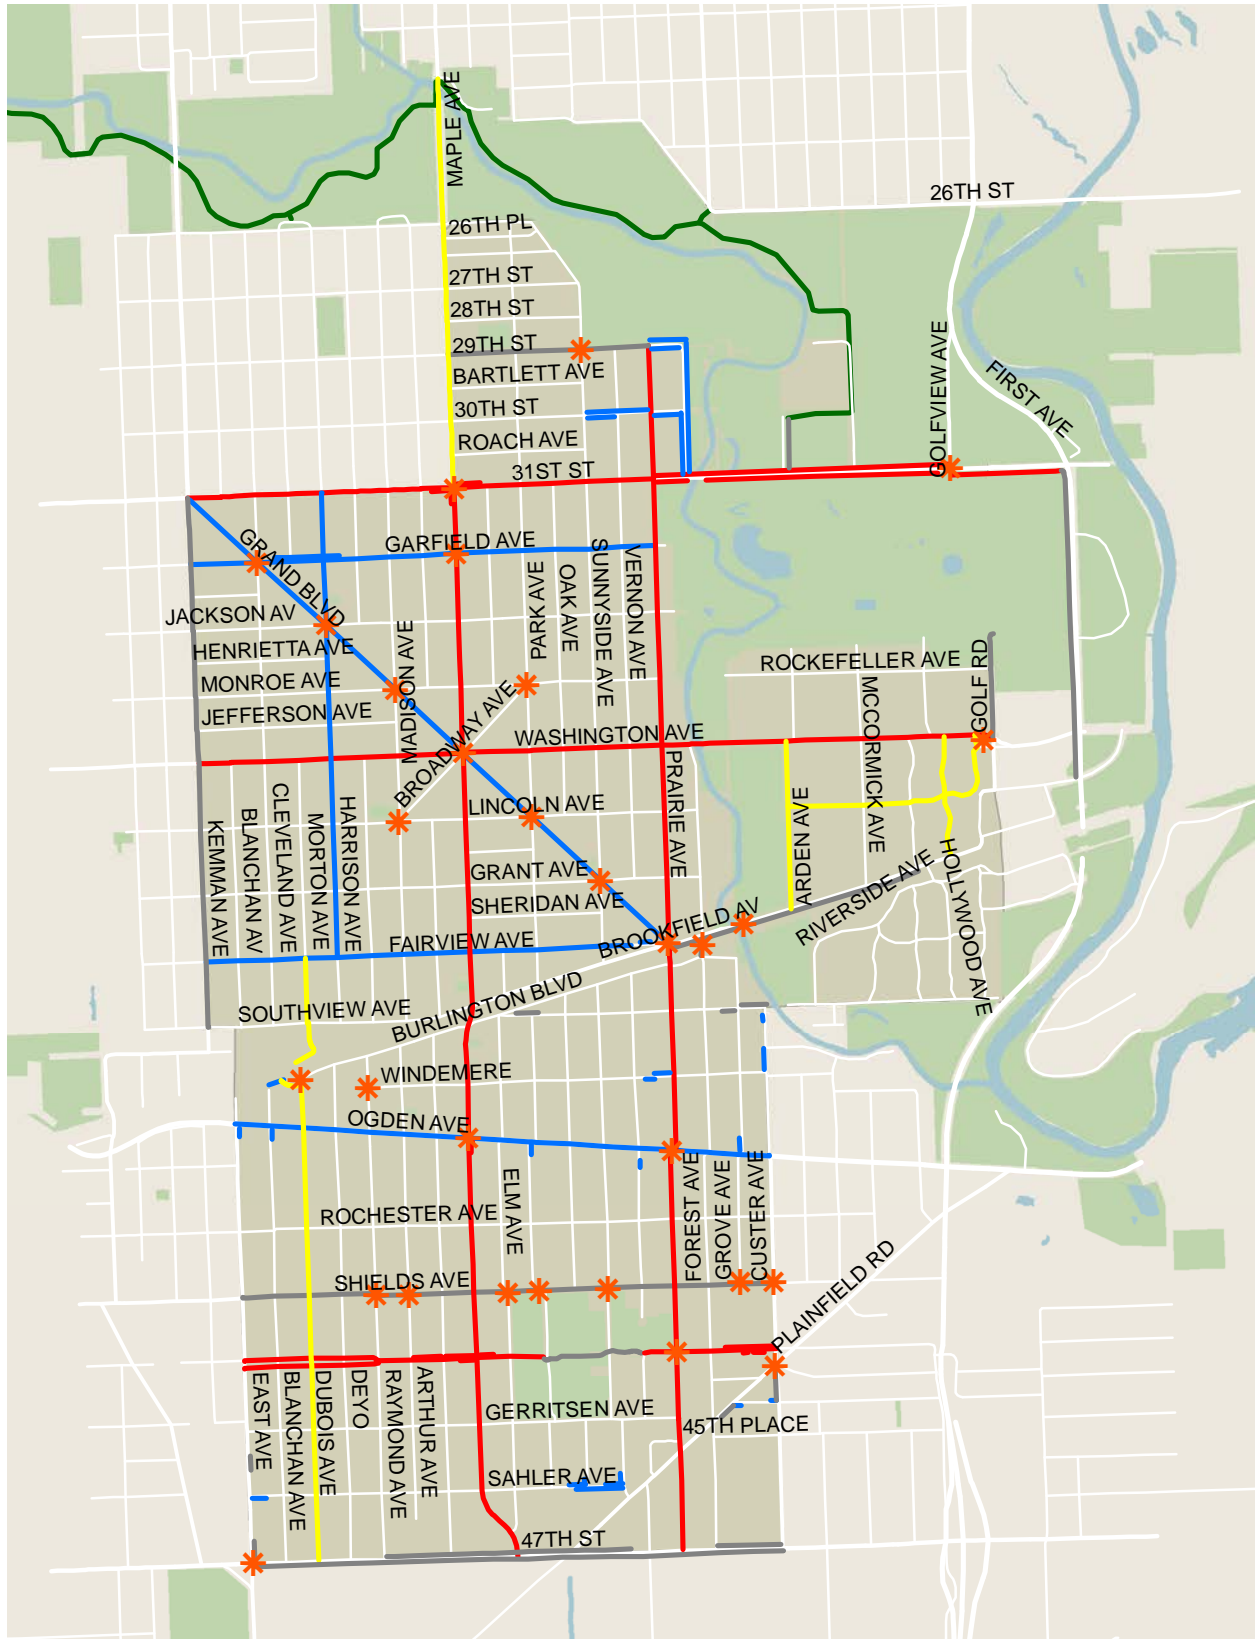 MAPLE AVE
26TH ST
26TH PL
27TH ST
28TH ST
29TH ST
BARTLETT AVE
30TH ST
ROACH AVE
31ST ST
GOLFVIEW AVE
FIRST AVE
GRAND BLVD
GARFIELD AVE
PARK AVE
OAK AVE
SUNNYSIDE AVE
VERNON AVE
JACKSON AV
HENRIETTA AVE
MONROE AVE
JEFFERSON AVE
MADISON AVE
BROADWAY AVE
WASHINGTON AVE
ROCKEFELLER AVE
MCCORMICK AVE
GOLF RD
KEMMAN AVE
BLANCHAN AV
CLEVELAND AVE
MORTON AVE
HARRISON AVE
LINCOLN AVE
PRAIRIE AVE
ARDEN AVE
GRANT AVE
SHERIDAN AVE
FAIRVIEW AVE
BROOKFIELD AV
RIVERSIDE AVE
HOLLYWOOD AVE
SOUTHVIEW AVE
BURLINGTON BLVD
WINDEMERE
OGDEN AVE
ELM AVE
FOREST AVE
GROVE AVE
CUSTER AVE
ROCHESTER AVE
SHIELDS AVE
PLAINFIELD RD
EAST AVE
BLANCHAN AVE
DUBOIS AVE
DEYO
RAYMOND AVE
ARTHUR AVE
GERRITSEN AVE
45TH PLACE
SAHLER AVE
47TH ST